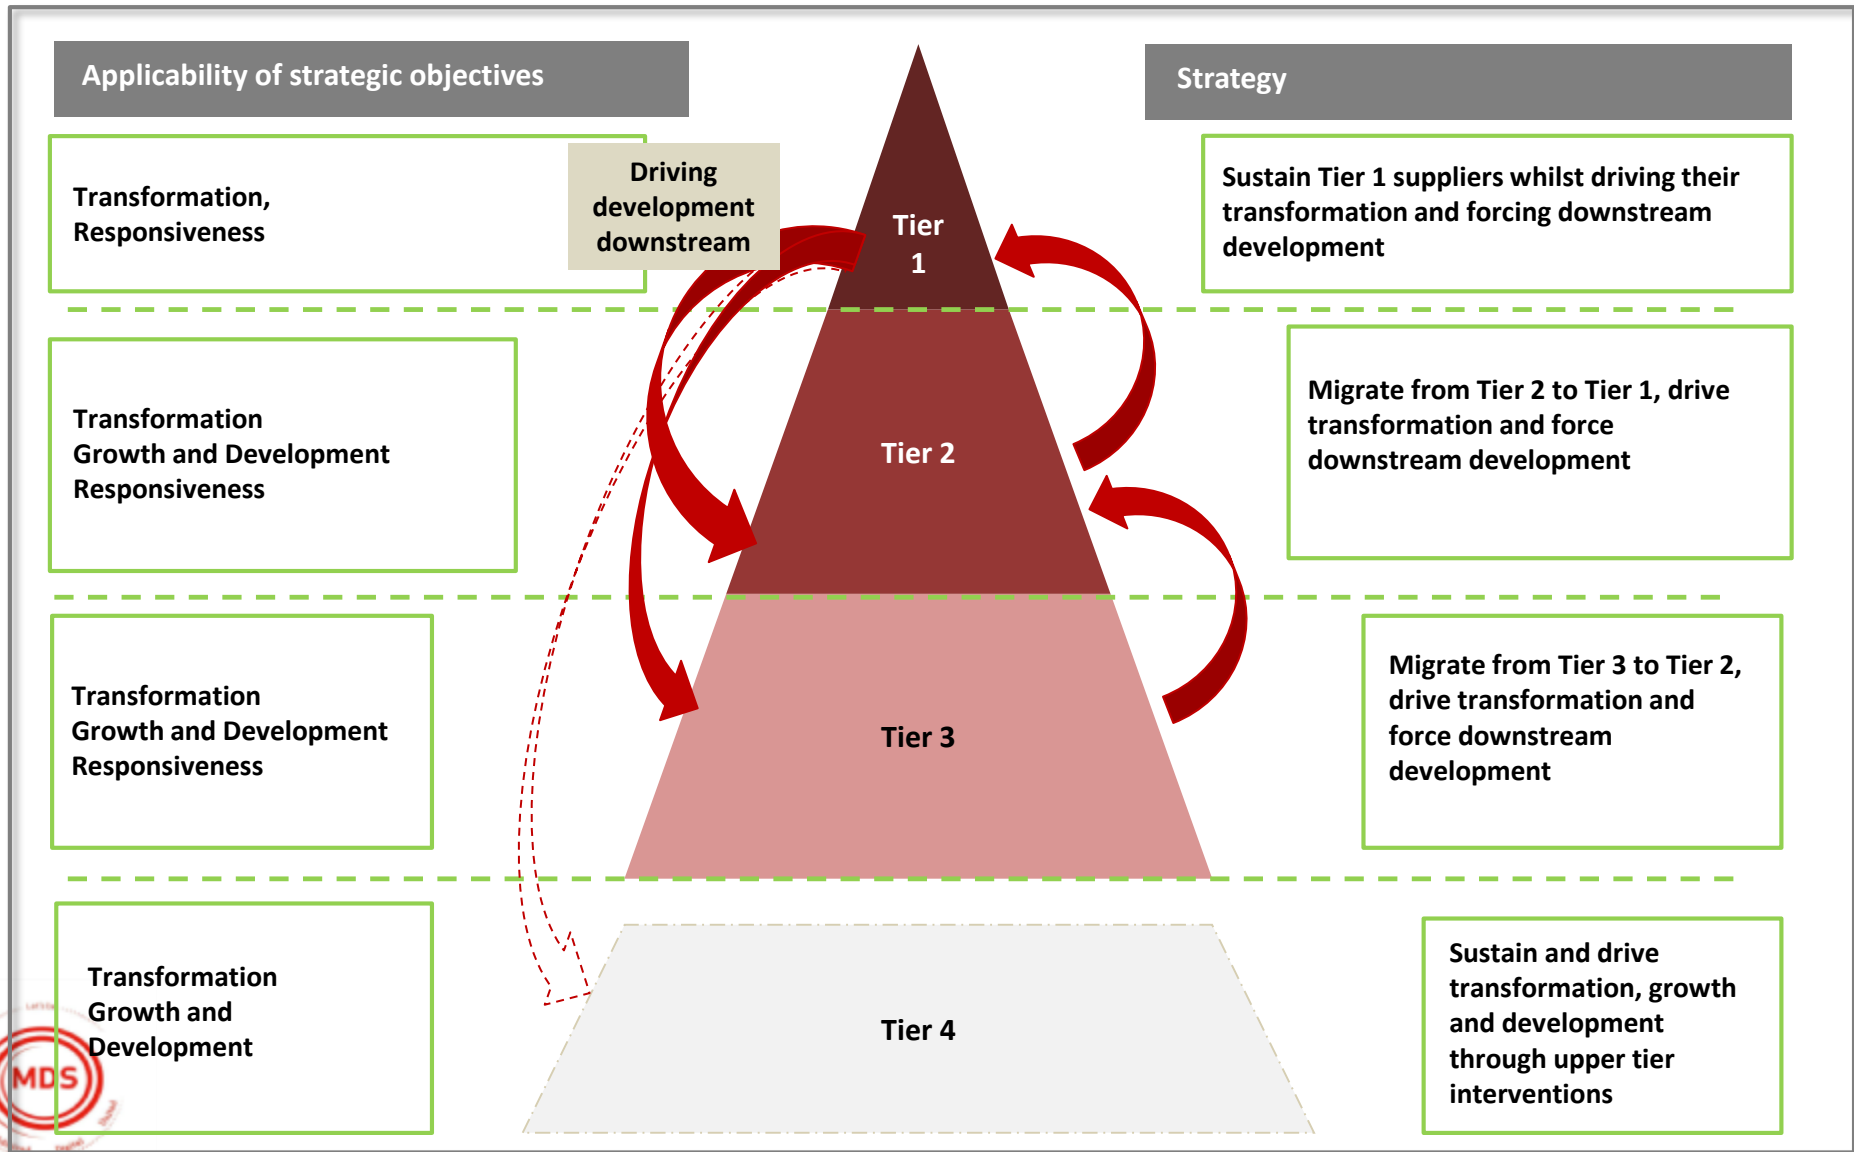 Applicability of strategic objectives
Strategy
Transformation,
Responsiveness
Driving
development
downstream
Tier
1
Sustain Tier 1 suppliers whilst driving their
transformation and forcing downstream
development
Transformation
Growth and Development
Responsiveness
Tier 2
Migrate from Tier 2 to Tier 1, drive
transformation and force
downstream development
Transformation
Growth and Development
Responsiveness
Tier 3
Migrate from Tier 3 to Tier 2,
drive transformation and
force downstream
development
Transformation
Growth and
Development
Tier 4
Sustain and drive
transformation, growth
and development
through upper tier
interventions
MDS